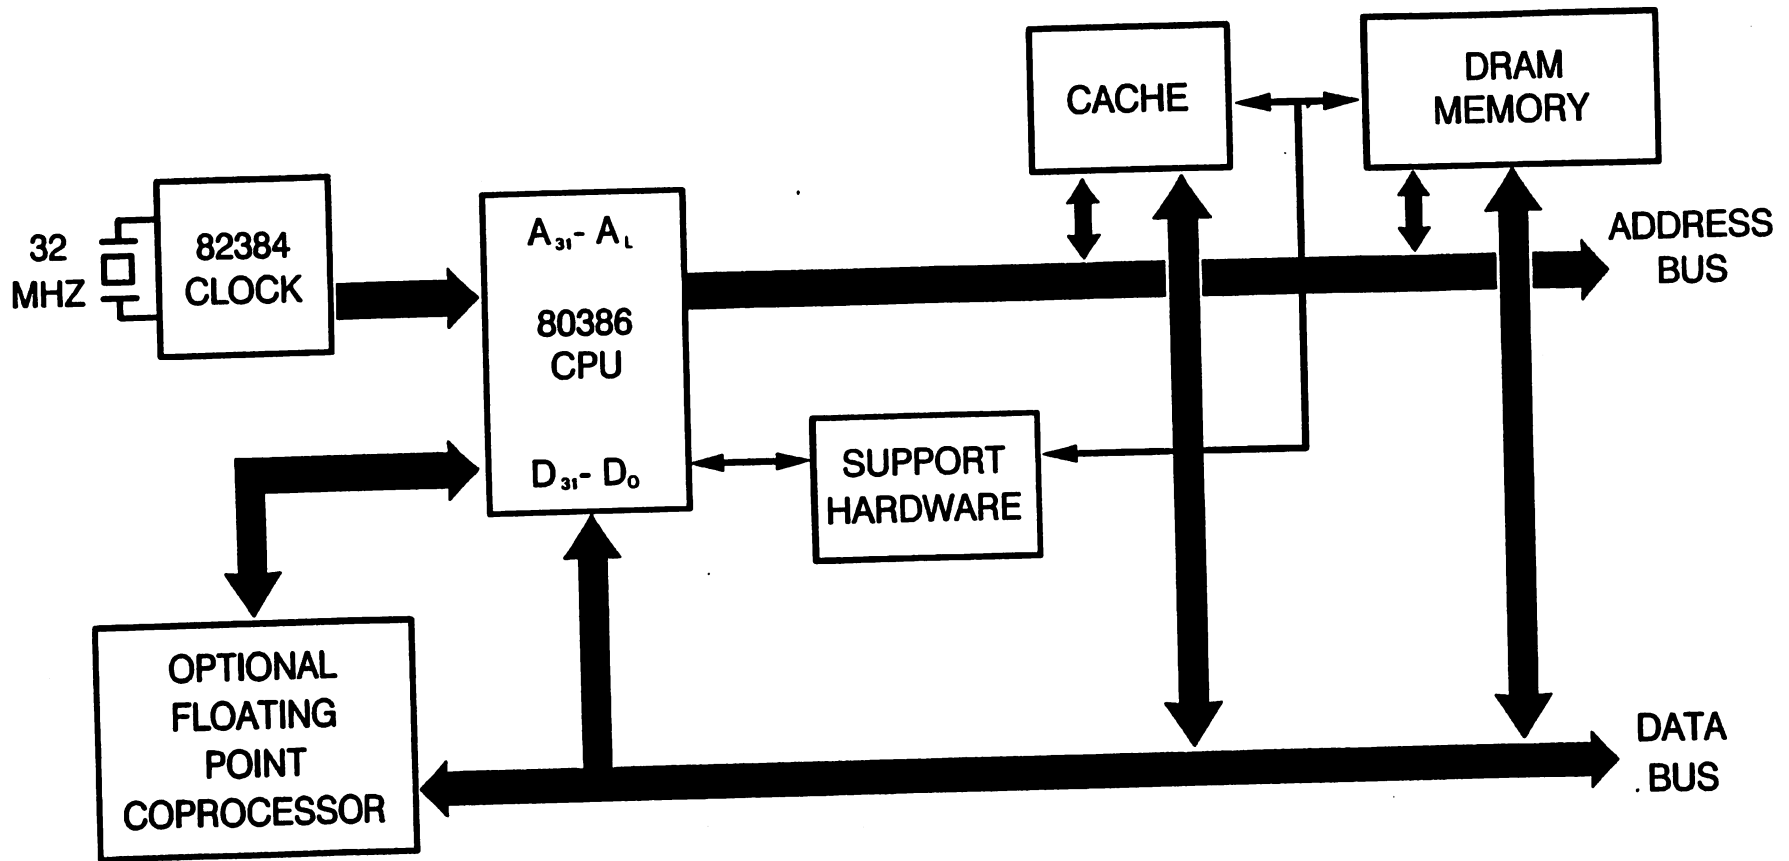 CACHE
DRAM
MEMORY
32
MHZ
82384
CLOCK
A₃₁- A_L
80386
CPU
D₃₁- D₀
ADDRESS
BUS
SUPPORT
HARDWARE
OPTIONAL
FLOATING
POINT
COPROCESSOR
DATA
BUS